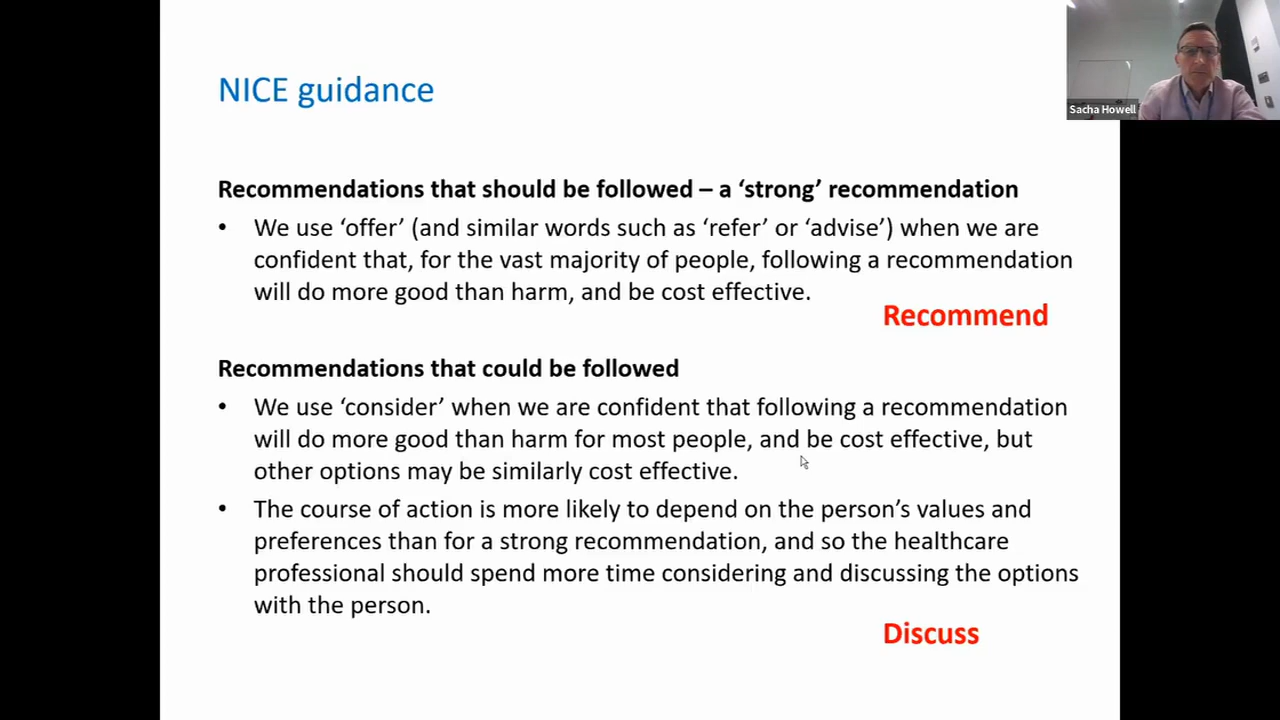 NICE guidance
Sacha Howell
Recommendations that should be followed – a ‘strong’ recommendation
• We use ‘offer’ (and similar words such as ‘refer’ or ‘advise’) when we are
confident that, for the vast majority of people, following a recommendation
will do more good than harm, and be cost effective.
Recommend
Recommendations that could be followed
• We use ‘consider’ when we are confident that following a recommendation
will do more good than harm for most people, and be cost effective, but
other options may be similarly cost effective.
• The course of action is more likely to depend on the person’s values and
preferences than for a strong recommendation, and so the healthcare
professional should spend more time considering and discussing the options
with the person.
Discuss